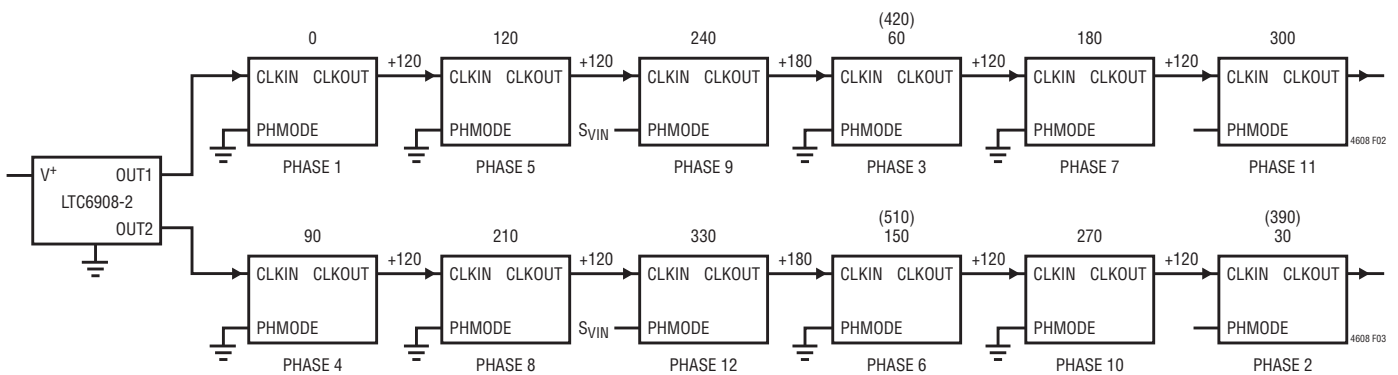 (420)
0 120 240 60 180 300
+120 +120 +180 +120 +120
CLKIN CLKOUT CLKIN CLKOUT CLKIN CLKOUT CLKIN CLKOUT CLKIN CLKOUT CLKIN CLKOUT
PHMODE PHMODE SVIN PHMODE PHMODE PHMODE PHMODE
4608 F02
PHASE 1 PHASE 5 PHASE 9 PHASE 3 PHASE 7 PHASE 11
V+ OUT1
LTC6908-2
OUT2
(510) (390)
90 210 330 150 270 30
+120 +120 +180 +120 +120
CLKIN CLKOUT CLKIN CLKOUT CLKIN CLKOUT CLKIN CLKOUT CLKIN CLKOUT CLKIN CLKOUT
PHMODE PHMODE SVIN PHMODE PHMODE PHMODE PHMODE
4608 F03
PHASE 4 PHASE 8 PHASE 12 PHASE 6 PHASE 10 PHASE 2